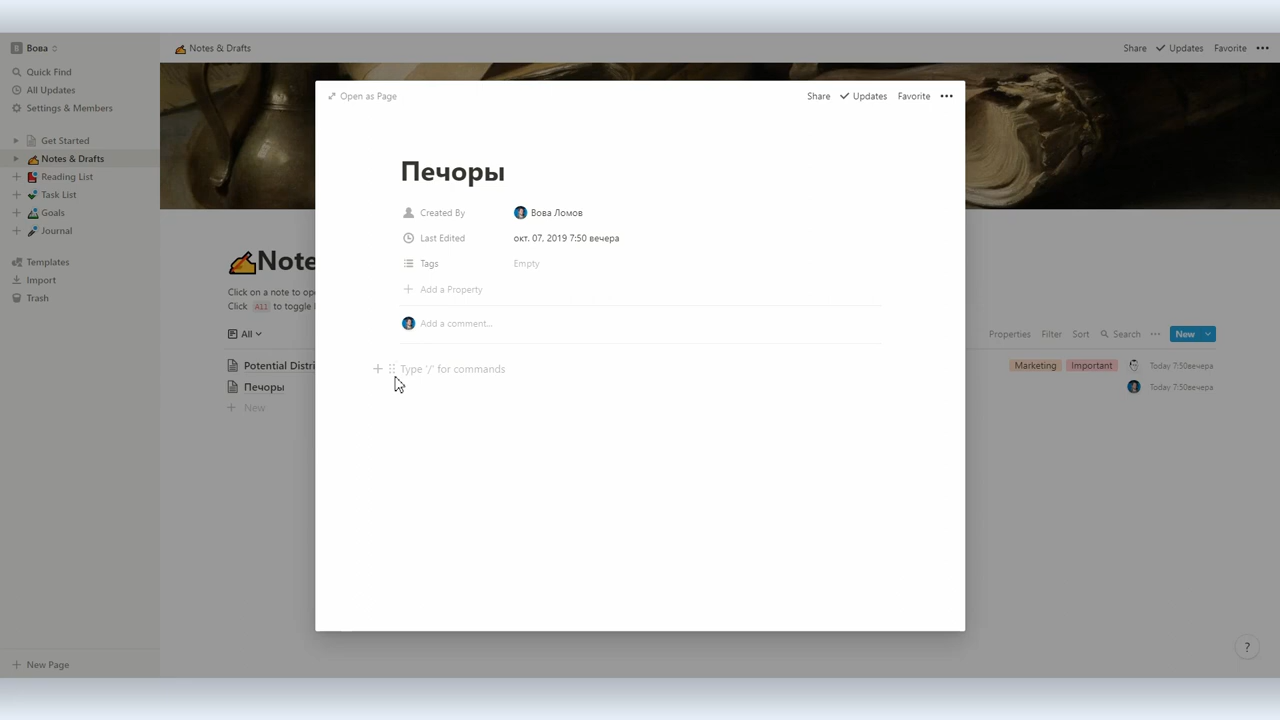 Вова
Quick Find
All Updates
Settings & Members
Get Started
Notes & Drafts
Reading List
Task List
Goals
Journal
Templates
Import
Trash
New Page
Notes & Drafts
Share Updates Favorite
Note
Click on a note to op
Click All to toggle
All
Properties Filter Sort Search New
Potential Distri
Marketing Important Today 7:50вечера
Печоры
Today 7:50вечера
New
Open as Page
Share Updates Favorite
Печоры
Created By Вова Ломов
Last Edited окт. 07, 2019 7:50 вечера
Tags Empty
Add a Property
Add a comment...
Type '/' for commands
?